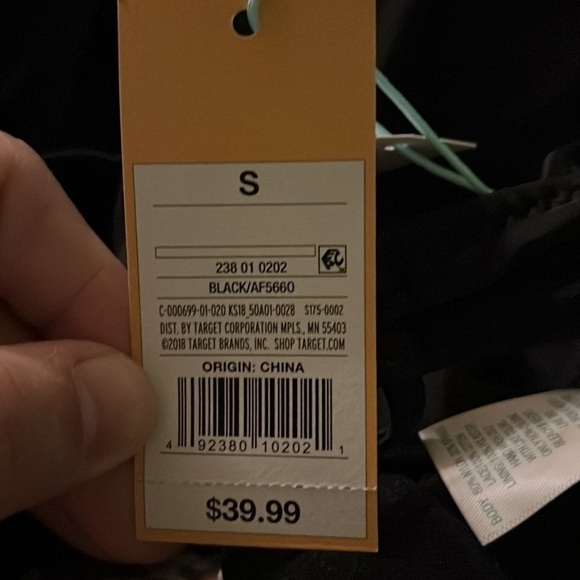 S
238 01 0202
BLACK/AF5660
C-000699-01-020 KS18_50A01-0028 S175-0002
DIST. BY TARGET CORPORATION MPLS., MN 55403
©2018 TARGET BRANDS, INC. SHOP TARGET.COM
ORIGIN: CHINA
4 92380 10202 1
$39.99